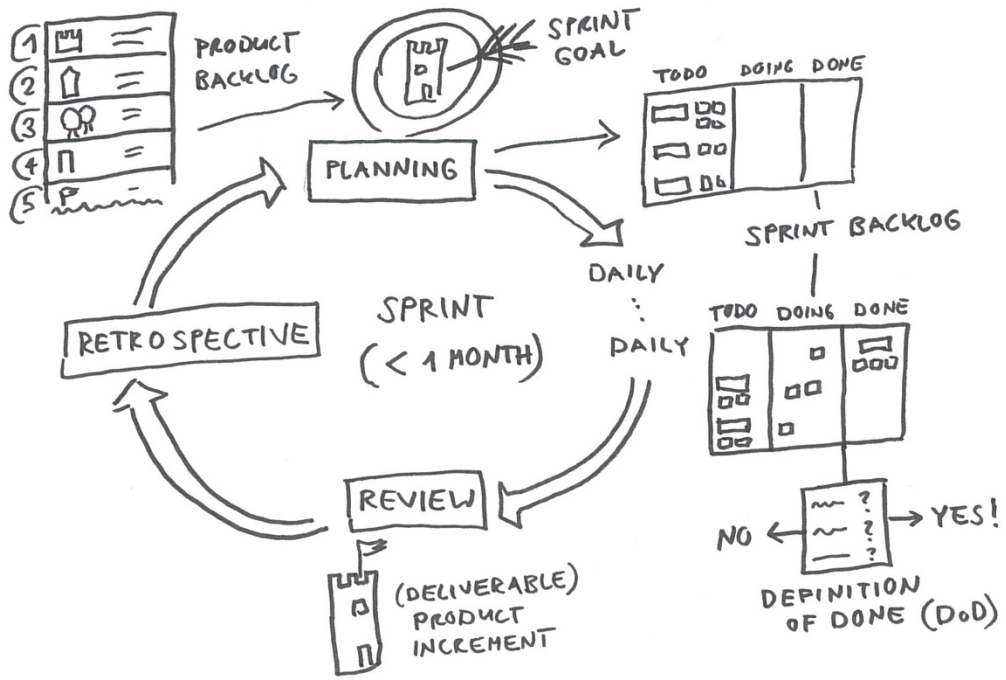 1
2
3
4
5
PRODUCT
BACKLOG
SPRINT
GOAL
PLANNING
TODO DOING DONE
SPRINT BACKLOG
DAILY
DAILY
SPRINT
(< 1 MONTH)
RETROSPECTIVE
TODO DOING DONE
REVIEW
(DELIVERABLE)
PRODUCT
INCREMENT
?
?
?
NO
YES!
DEFINITION
OF DONE (DoD)